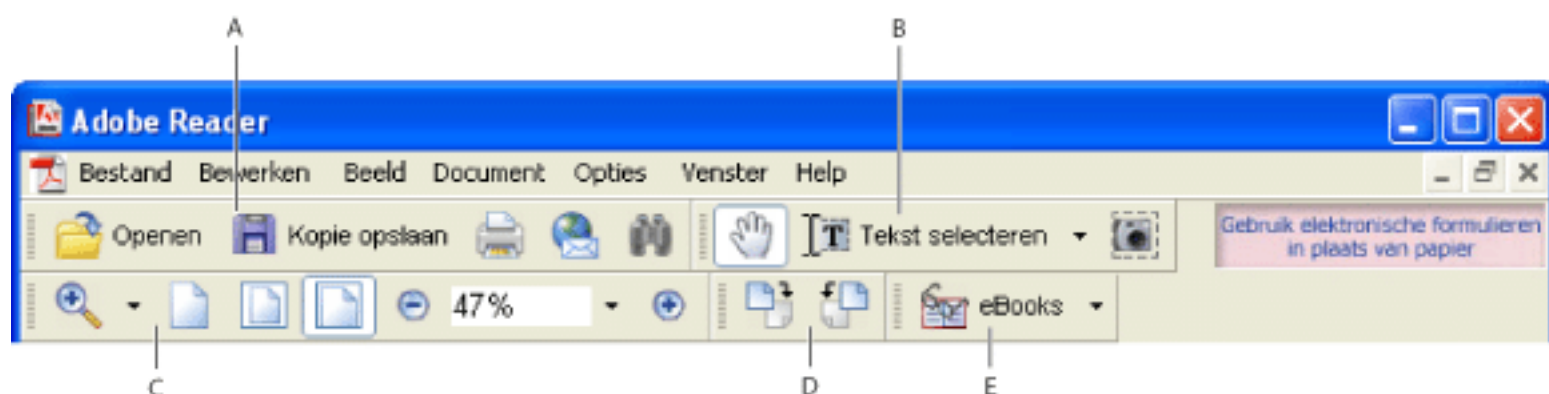 A B
Adobe Reader
Bestand Bewerken Beeld Document Opties Venster Help
Openen Kopie opslaan Tekst selecteren Gebruik elektronische formulieren
in plaats van papier
47% eBooks
C D E